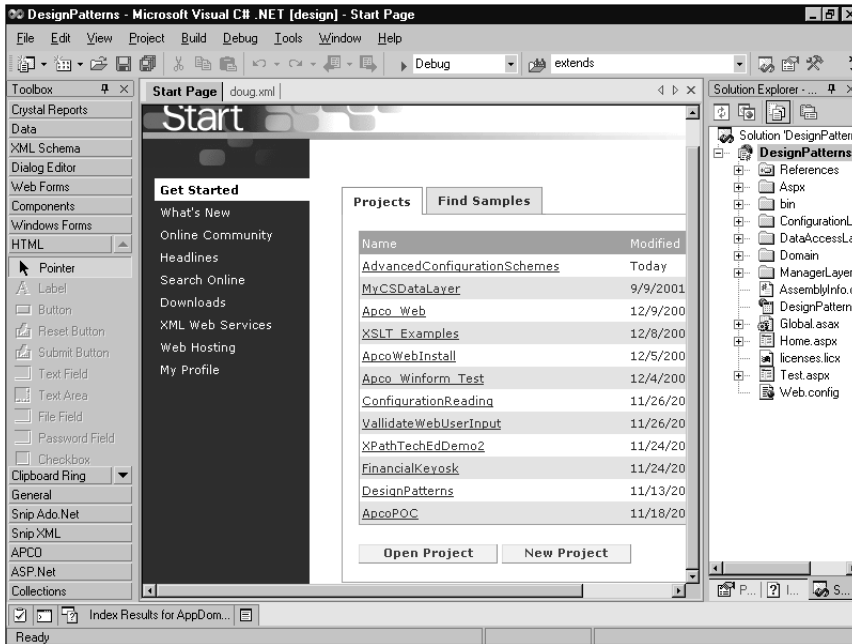 DesignPatterns - Microsoft Visual C# .NET [design] - Start Page
File Edit View Project Build Debug Tools Window Help
Debug extends
Toolbox
Crystal Reports
Data
XML Schema
Dialog Editor
Web Forms
Components
Windows Forms
HTML
Pointer
Label
Button
Reset Button
Submit Button
Text Field
Text Area
File Field
Password Field
Checkbox
Clipboard Ring
General
Snip Ado.Net
Snip XML
APCO
ASP.Net
Collections
Start Page doug.xml
Start
Get Started
What's New
Online Community
Headlines
Search Online
Downloads
XML Web Services
Web Hosting
My Profile
Projects Find Samples
Name Modified
AdvancedConfigurationSchemes Today
MyCSDataLayer 9/9/2001
Apco_Web 12/9/200
XSLT_Examples 12/8/200
ApcoWebInstall 12/5/200
Apco_Winform_Test 12/4/200
ConfigurationReading 11/26/20
VallidateWebUserInput 11/26/20
XPathTechEdDemo2 11/24/20
FinancialKeyosk 11/24/20
DesignPatterns 11/13/20
ApcoPOC 11/18/20
Open Project New Project
Solution Explorer - ...
Solution 'DesignPatter
DesignPatterns
References
Aspx
bin
ConfigurationL
DataAccessLa
Domain
ManagerLayer
AssemblyInfo.c
DesignPattern
Global.asax
Home.aspx
licenses.licx
Test.aspx
Web.config
P... I... S...
Index Results for AppDom...
Ready